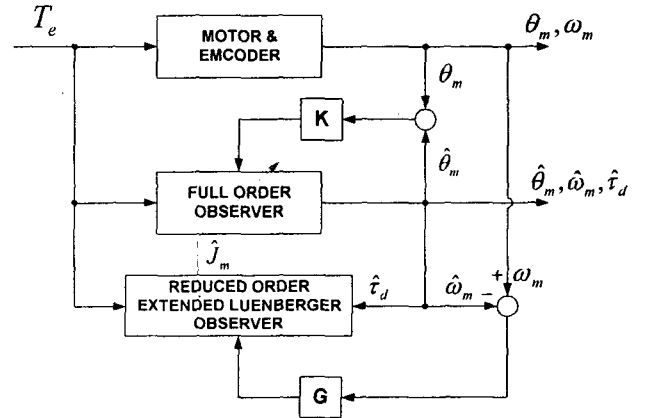 T_e
MOTOR &
EMCODER
θ_m, ω_m
θ_m
K
θ̂_m
FULL ORDER
OBSERVER
θ̂_m, ω̂_m, τ̂_d
Ĵ_m
REDUCED ORDER
EXTENDED LUENBERGER
OBSERVER
τ̂_d
ω̂_m
−
+
ω_m
G